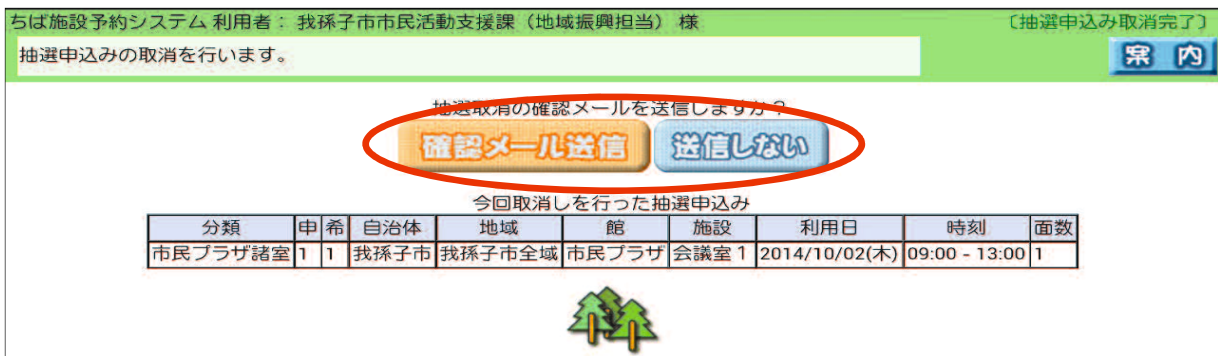 ちば施設予約システム 利用者： 我孫子市市民活動支援課（地域振興担当） 様 〔抽選申込み取消完了〕
抽選申込みの取消を行います。 案 内
抽選取消の確認メールを送信しますか？
確認メール送信 送信しない
今回取消しを行った抽選申込み
分類 申 希 自治体 地域 館 施設 利用日 時刻 面数
市民プラザ諸室 1 1 我孫子市 我孫子市全域 市民プラザ 会議室１ 2014/10/02(木) 09:00 - 13:00 1